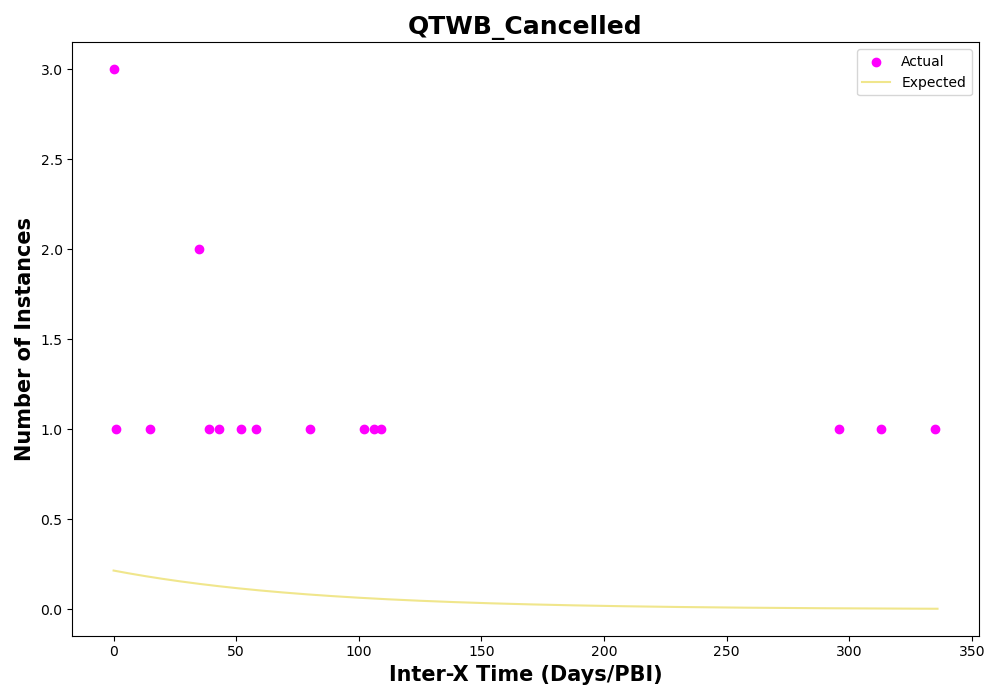 QTWB_Cancelled
Actual
Expected
Number of Instances
3.0
2.5
2.0
1.5
1.0
0.5
0.0
0 50 100 150 200 250 300 350
Inter-X Time (Days/PBI)